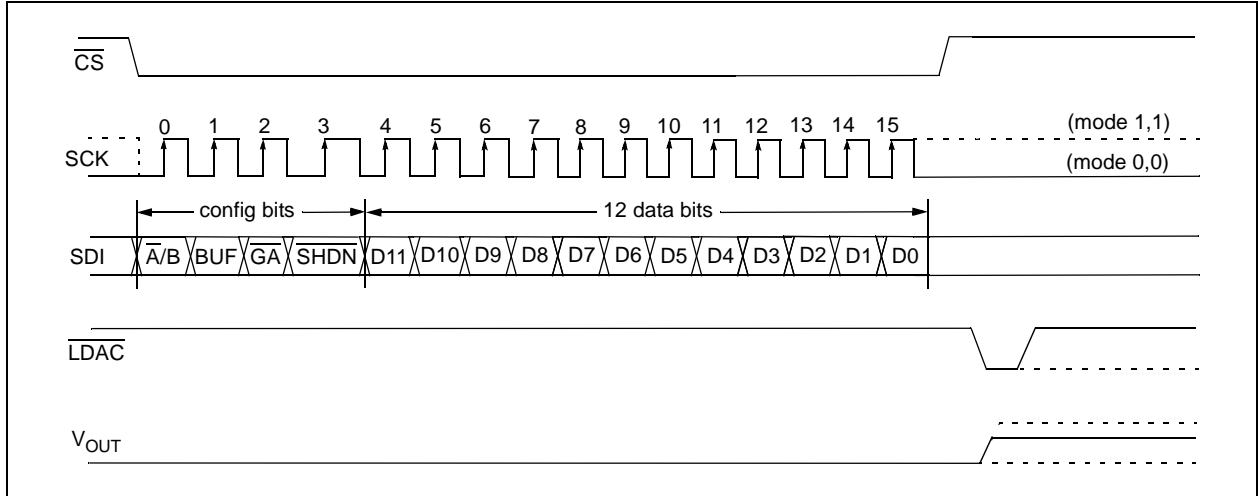 CS
0 1 2 3 4 5 6 7 8 9 10 11 12 13 14 15
(mode 1,1)
SCK
(mode 0,0)
config bits
12 data bits
SDI
A/B BUF GA SHDN D11 D10 D9 D8 D7 D6 D5 D4 D3 D2 D1 D0
LDAC
VOUT